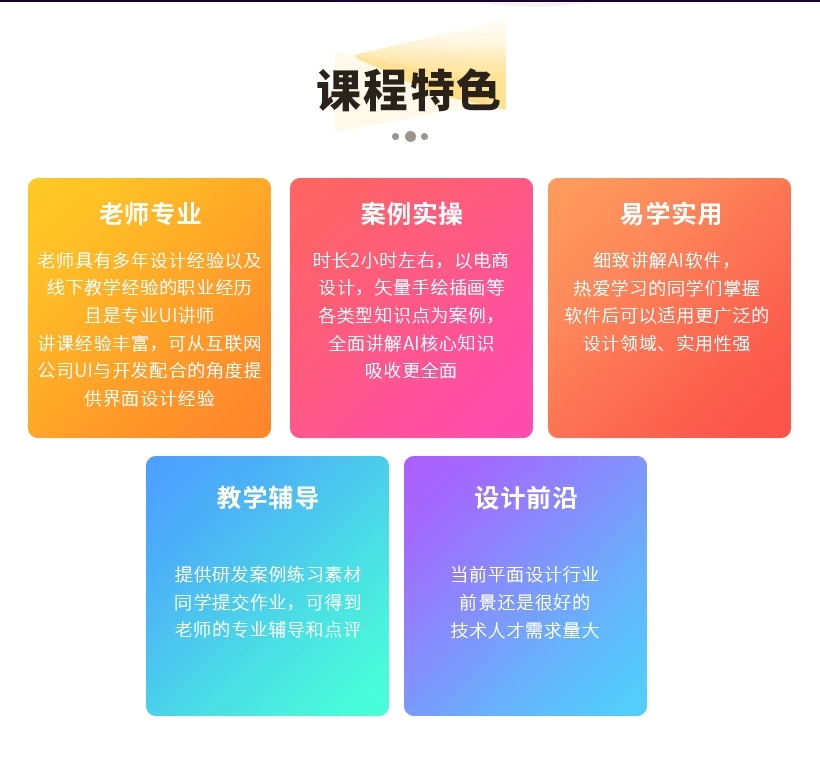 课程特色
老师专业
老师具有多年设计经验以及
线下教学经验的职业经历
且是专业UI讲师
讲课经验丰富，可从互联网
公司UI与开发配合的角度提
供界面设计经验
案例实操
时长2小时左右，以电商
设计，矢量手绘插画等
各类型知识点为案例，
全面讲解AI核心知识
吸收更全面
易学实用
细致讲解AI软件，
热爱学习的同学们掌握
软件后可以适用更广泛的
设计领域、实用性强
教学辅导
提供研发案例练习素材
同学提交作业，可得到
老师的专业辅导和点评
设计前沿
当前平面设计行业
前景还是很好的
技术人才需求量大